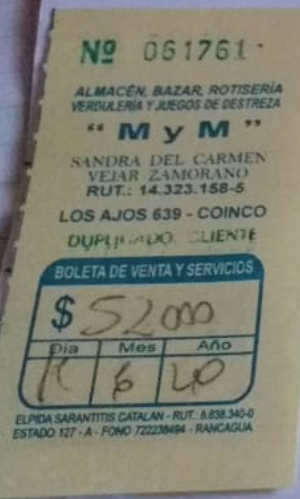 Nº 061761
ALMACÉN, BAZAR, ROTISERÍA
VERDULERÍA Y JUEGOS DE DESTREZA
" M y M "
SANDRA DEL CARMEN
VEJAR ZAMORANO
RUT.: 14.323.158-5
LOS AJOS 639 - COINCO
DUPLICADO CLIENTE
BOLETA DE VENTA Y SERVICIOS
$ 52000
Día Mes Año
6
ELPIDA SARANTITIS CATALAN - RUT.: 8.838.340-0
ESTADO 127 - A - FONO 722238494 - RANCAGUA